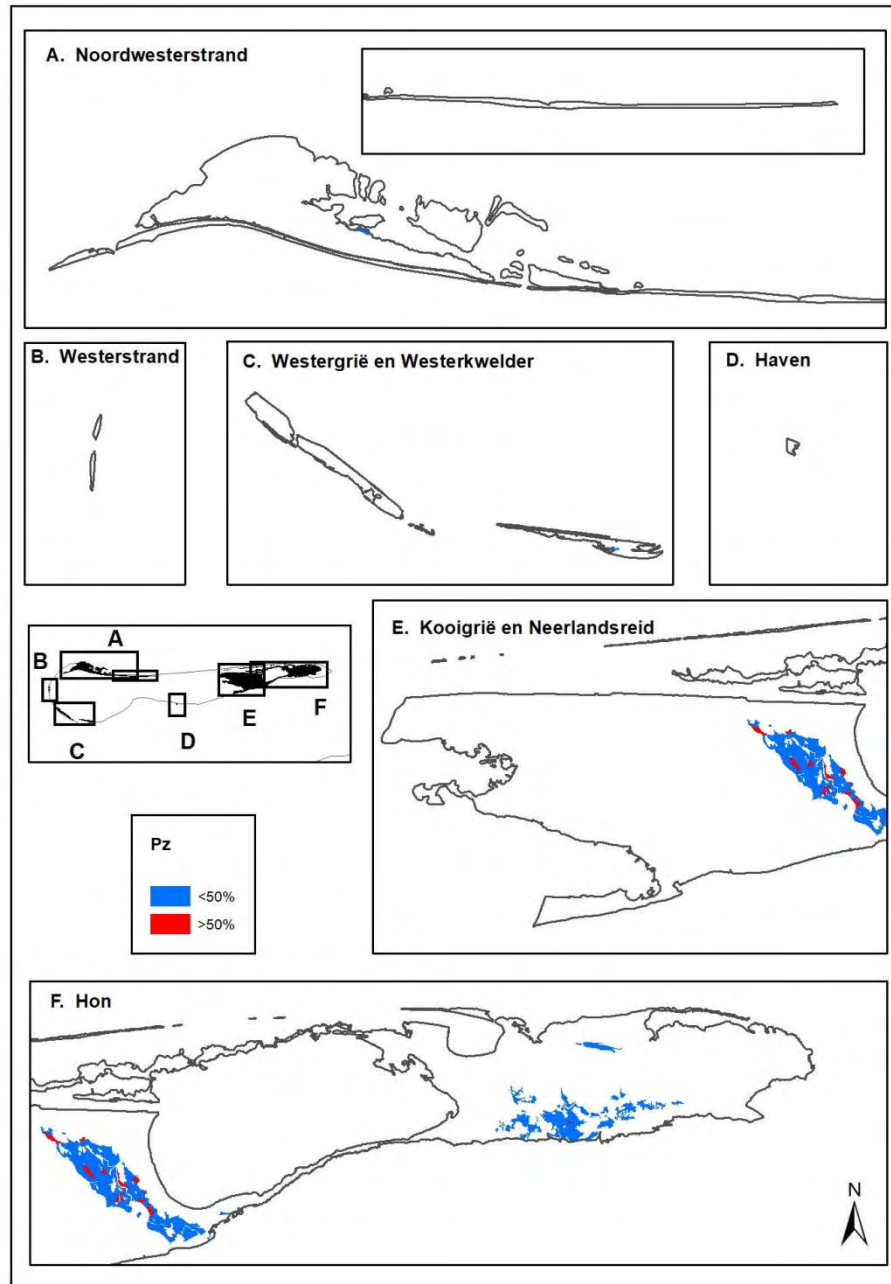 A. Noordwesterstrand
B. Westerstrand
C. Westergrië en Westerkwelder
D. Haven
A
B
C
D
E
F
E. Kooigrië en Neerlandsreid
Pz
<50%
>50%
F. Hon
N